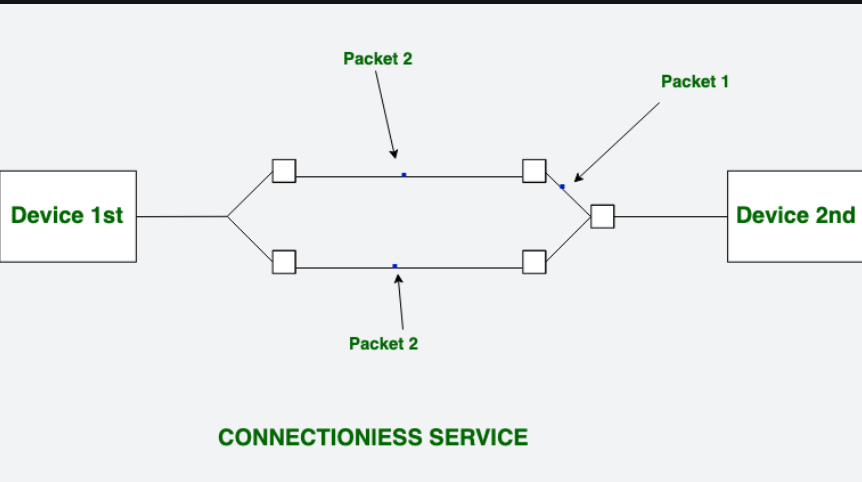 Packet 2
Packet 1
Device 1st
Device 2nd
Packet 2
CONNECTIONIESS SERVICE